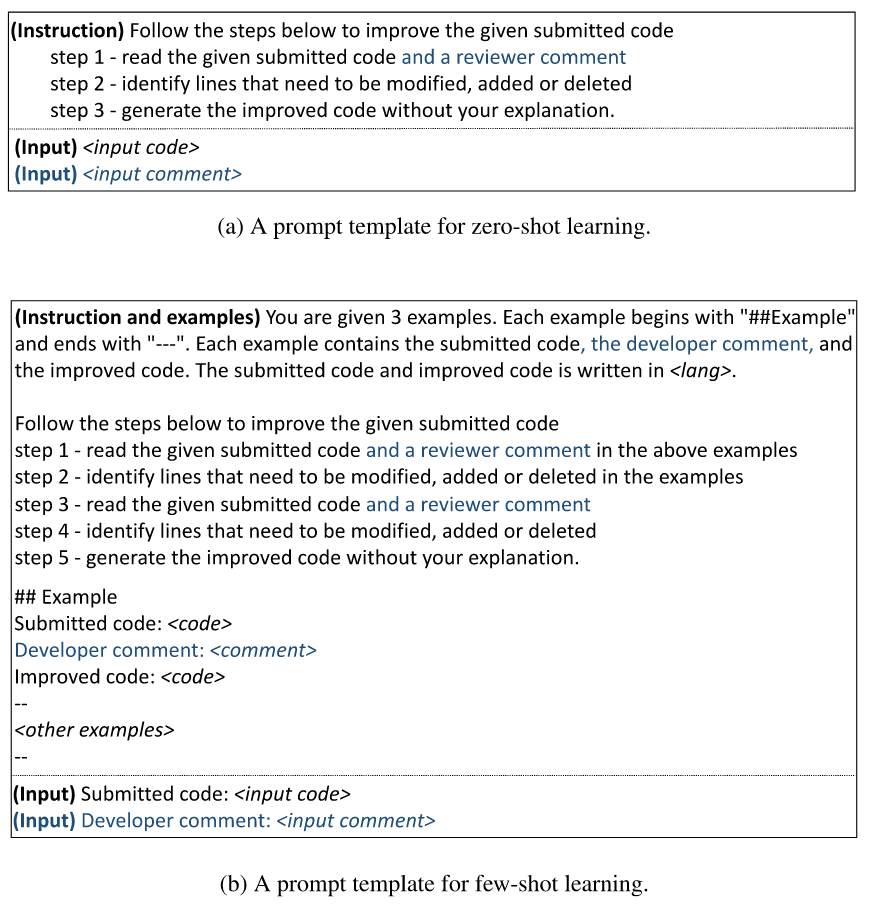 (Instruction) Follow the steps below to improve the given submitted code
step 1 - read the given submitted code and a reviewer comment
step 2 - identify lines that need to be modified, added or deleted
step 3 - generate the improved code without your explanation.
(Input) <input code>
(Input) <input comment>
(a) A prompt template for zero-shot learning.
(Instruction and examples) You are given 3 examples. Each example begins with "##Example"
and ends with "---". Each example contains the submitted code, the developer comment, and
the improved code. The submitted code and improved code is written in <lang>.
Follow the steps below to improve the given submitted code
step 1 - read the given submitted code and a reviewer comment in the above examples
step 2 - identify lines that need to be modified, added or deleted in the examples
step 3 - read the given submitted code and a reviewer comment
step 4 - identify lines that need to be modified, added or deleted
step 5 - generate the improved code without your explanation.
## Example
Submitted code: <code>
Developer comment: <comment>
Improved code: <code>
--
<other examples>
--
(Input) Submitted code: <input code>
(Input) Developer comment: <input comment>
(b) A prompt template for few-shot learning.